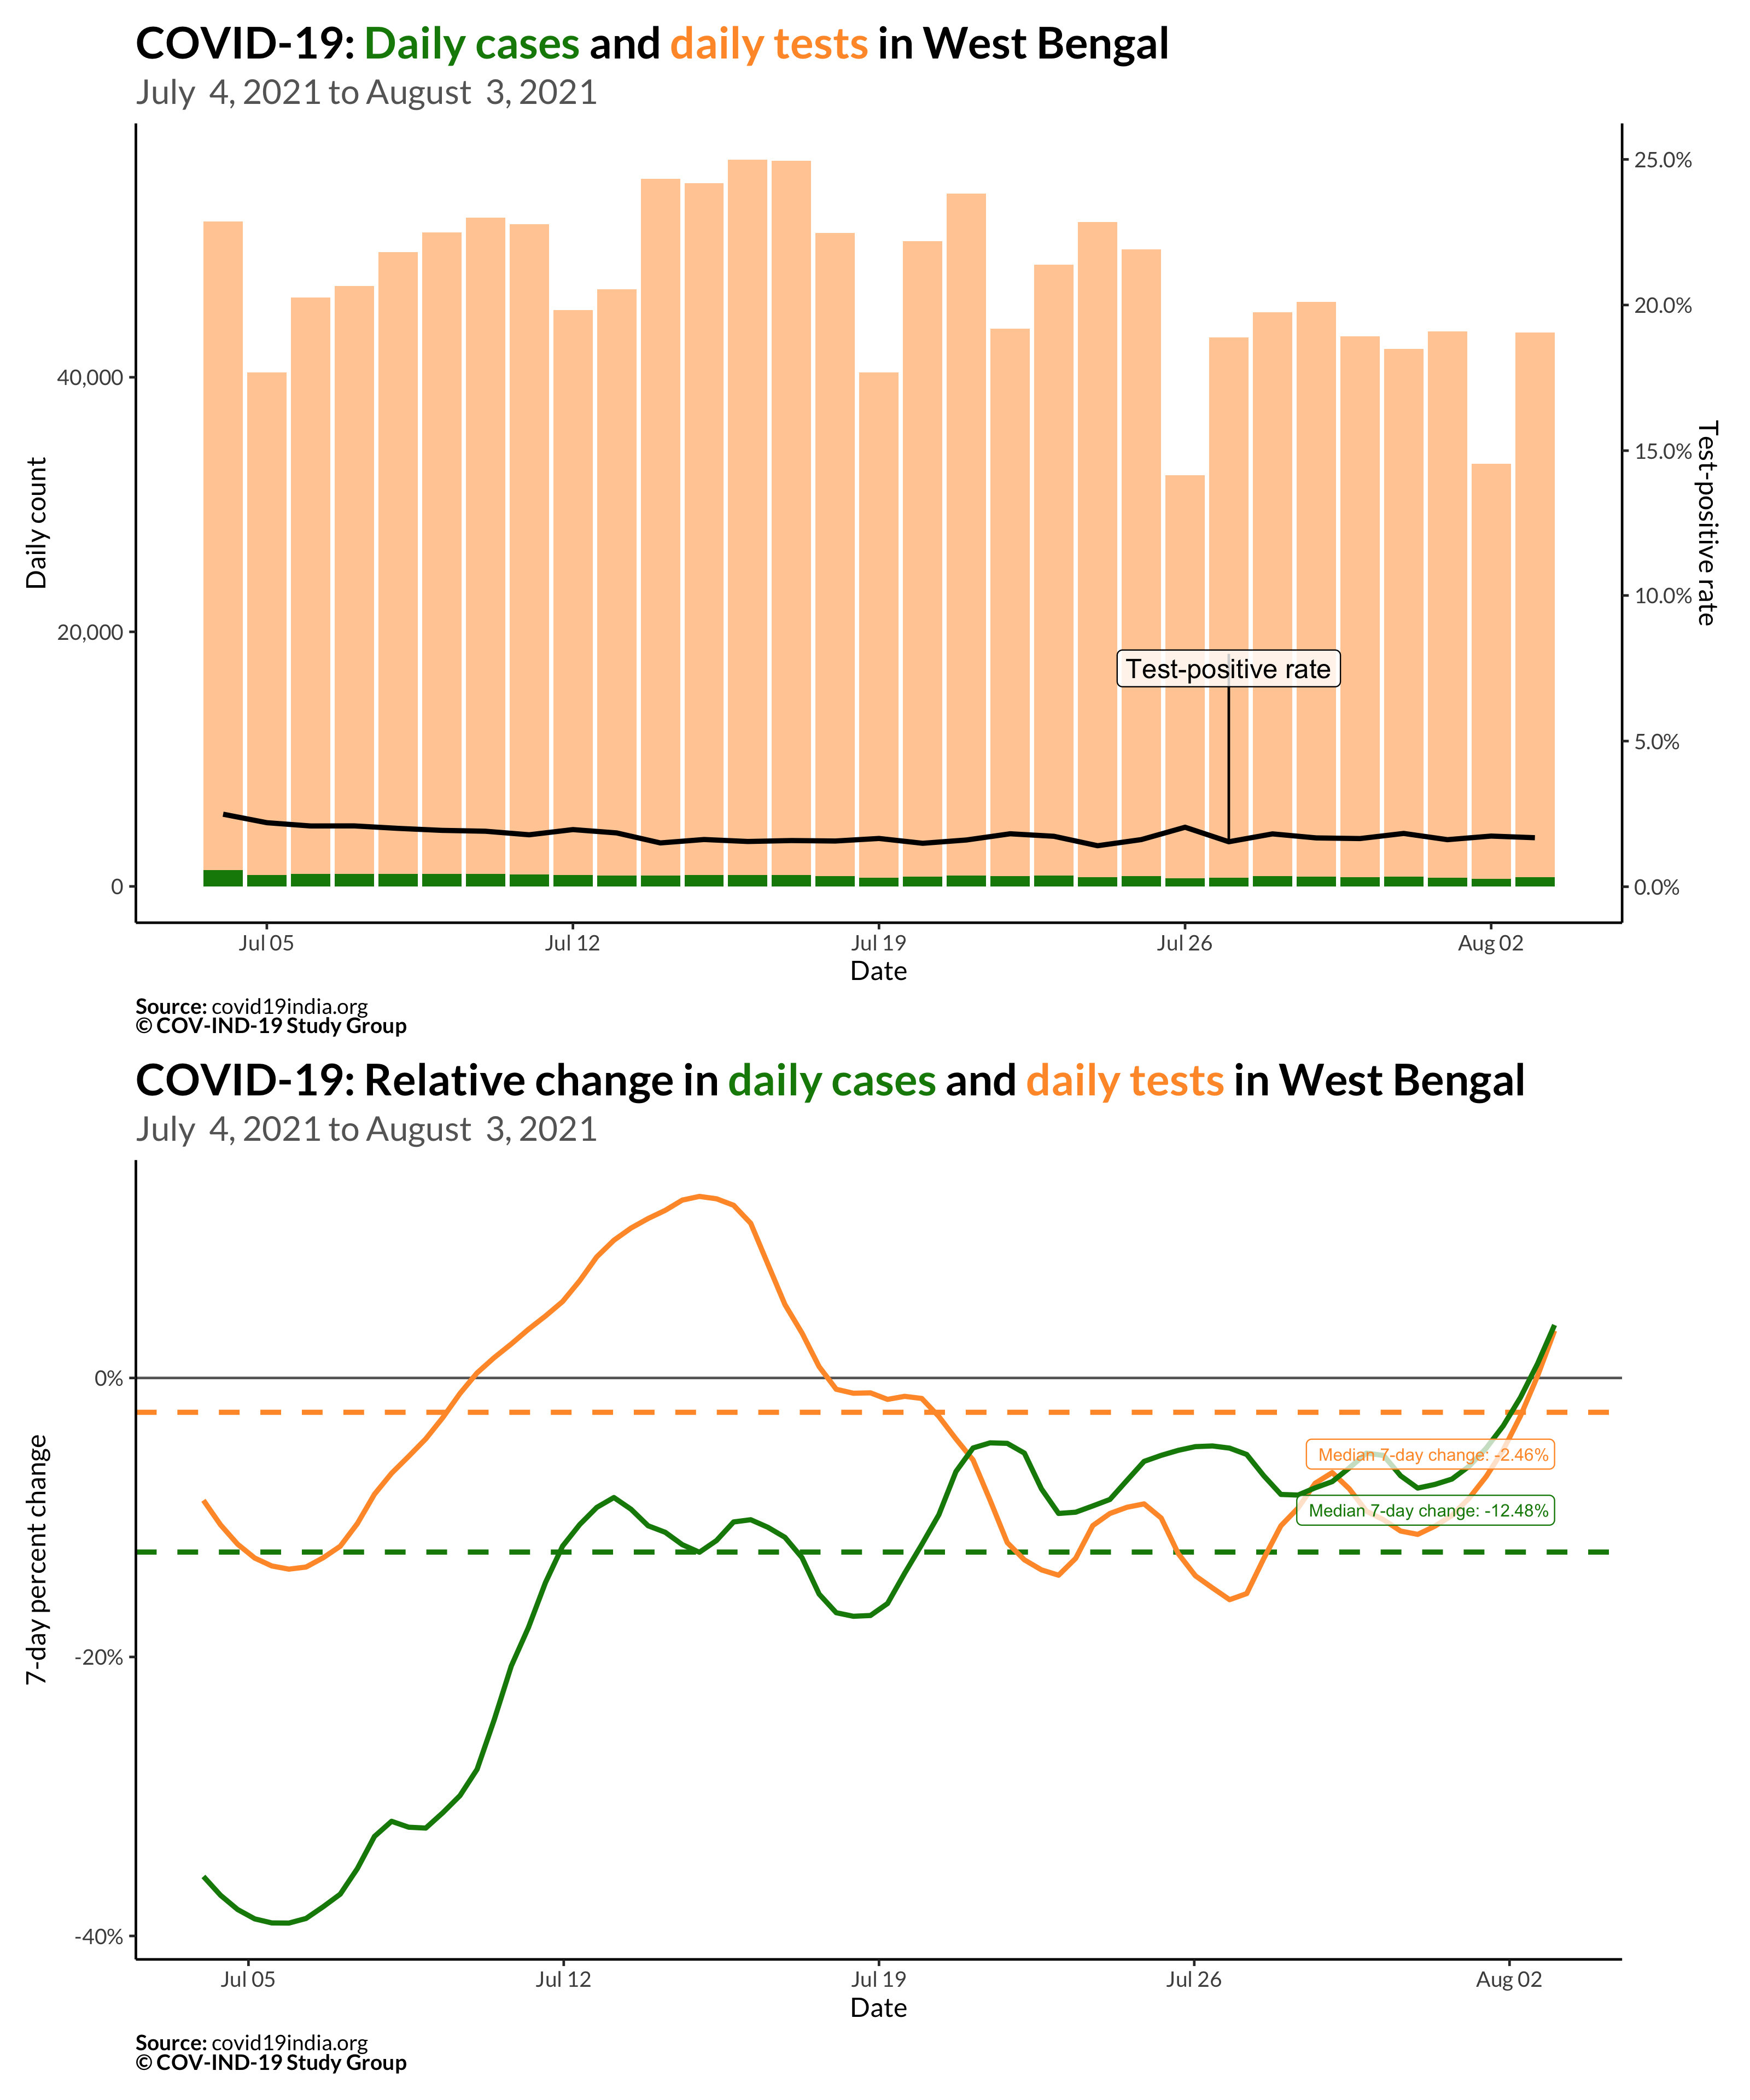 COVID-19: Daily cases and daily tests in West Bengal
July 4, 2021 to August 3, 2021
25.0%
20.0%
40,000
15.0%
Test-positive rate
Daily count
10.0%
20,000
Test-positive rate
5.0%
0
0.0%
Jul 05
Jul 12
Jul 19
Jul 26
Aug 02
Date
Source: covid19india.org
© COV-IND-19 Study Group
COVID-19: Relative change in daily cases and daily tests in West Bengal
July 4, 2021 to August 3, 2021
0%
Median 7-day change: -2.46%
Median 7-day change: -12.48%
7-day percent change
-20%
-40%
Jul 05
Jul 12
Jul 19
Jul 26
Aug 02
Date
Source: covid19india.org
© COV-IND-19 Study Group